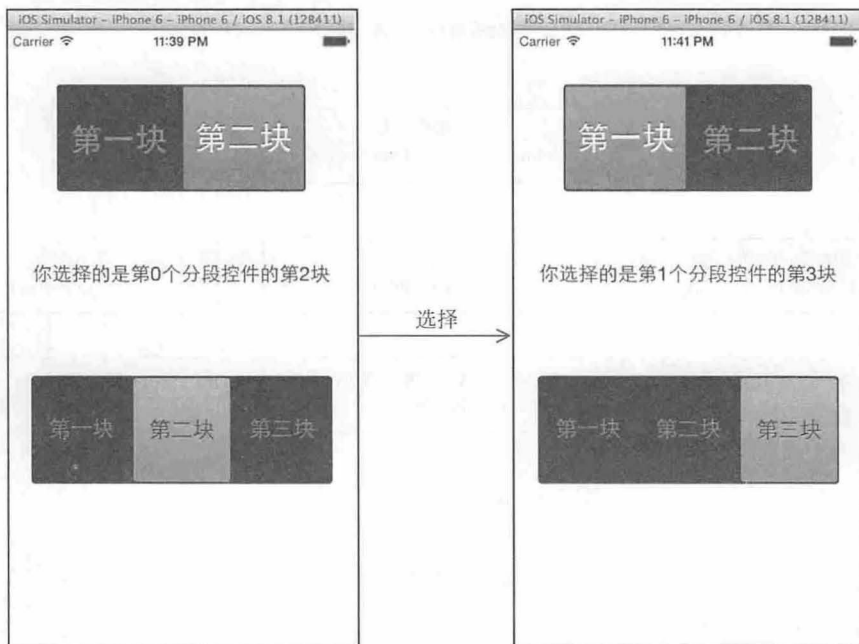 iOS Simulator – iPhone 6 – iPhone 6 / iOS 8.1 (12B411)
Carrier 11:39 PM
第一块 第二块
你选择的是第0个分段控件的第2块
第一块 第二块 第三块
选择
iOS Simulator – iPhone 6 – iPhone 6 / iOS 8.1 (12B411)
Carrier 11:41 PM
第一块 第二块
你选择的是第1个分段控件的第3块
第一块 第二块 第三块